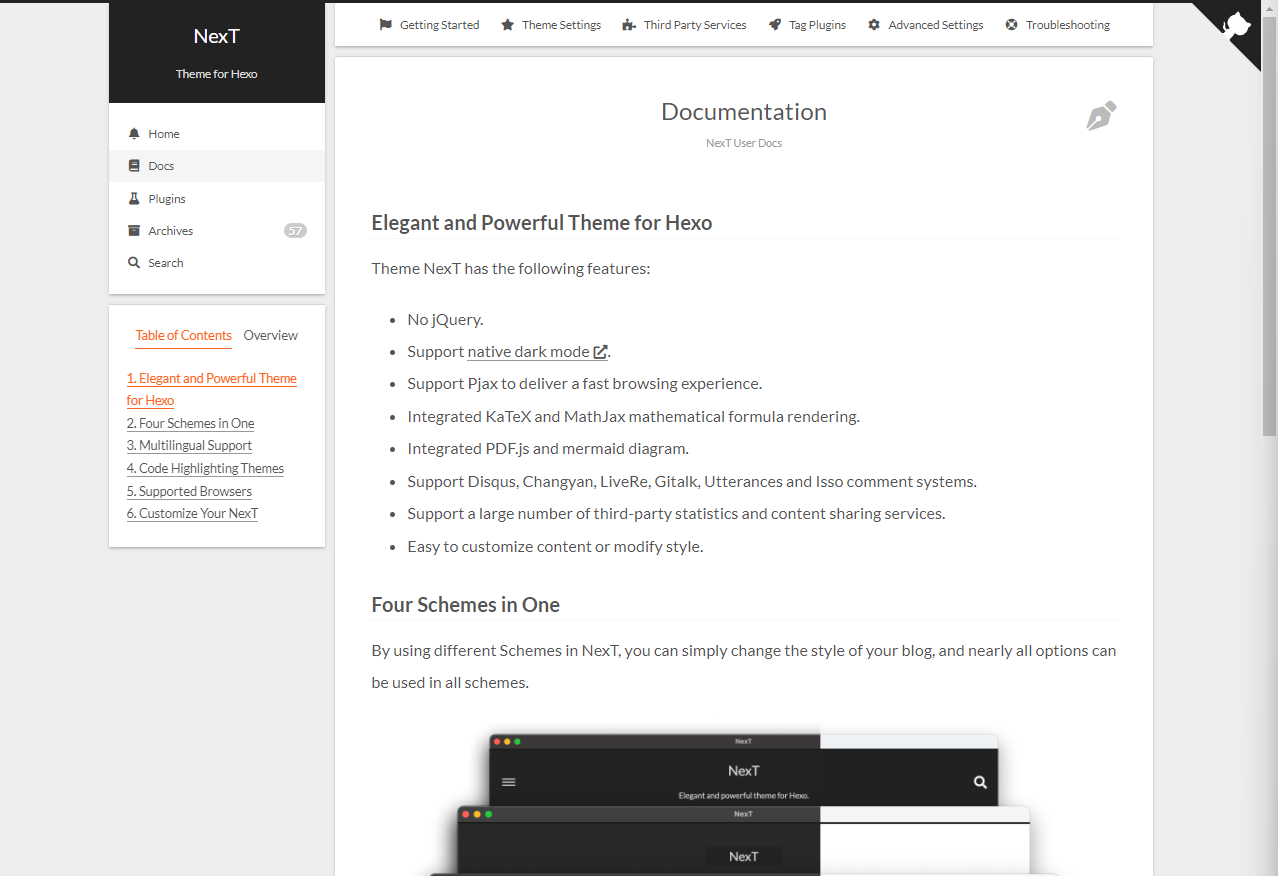 NexT
Theme for Hexo
Home
Docs
Plugins
Archives 57
Search
Table of Contents Overview
1. Elegant and Powerful Theme
for Hexo
2. Four Schemes in One
3. Multilingual Support
4. Code Highlighting Themes
5. Supported Browsers
6. Customize Your NexT
Getting Started Theme Settings Third Party Services Tag Plugins Advanced Settings Troubleshooting
Documentation
NexT User Docs
Elegant and Powerful Theme for Hexo
Theme NexT has the following features:
• No jQuery.
• Support native dark mode.
• Support Pjax to deliver a fast browsing experience.
• Integrated KaTeX and MathJax mathematical formula rendering.
• Integrated PDF.js and mermaid diagram.
• Support Disqus, Changyan, LiveRe, Gitalk, Utterances and Isso comment systems.
• Support a large number of third-party statistics and content sharing services.
• Easy to customize content or modify style.
Four Schemes in One
By using different Schemes in NexT, you can simply change the style of your blog, and nearly all options can
be used in all schemes.
NexT
NexT
Elegant and powerful theme for Hexo.
NexT
NexT